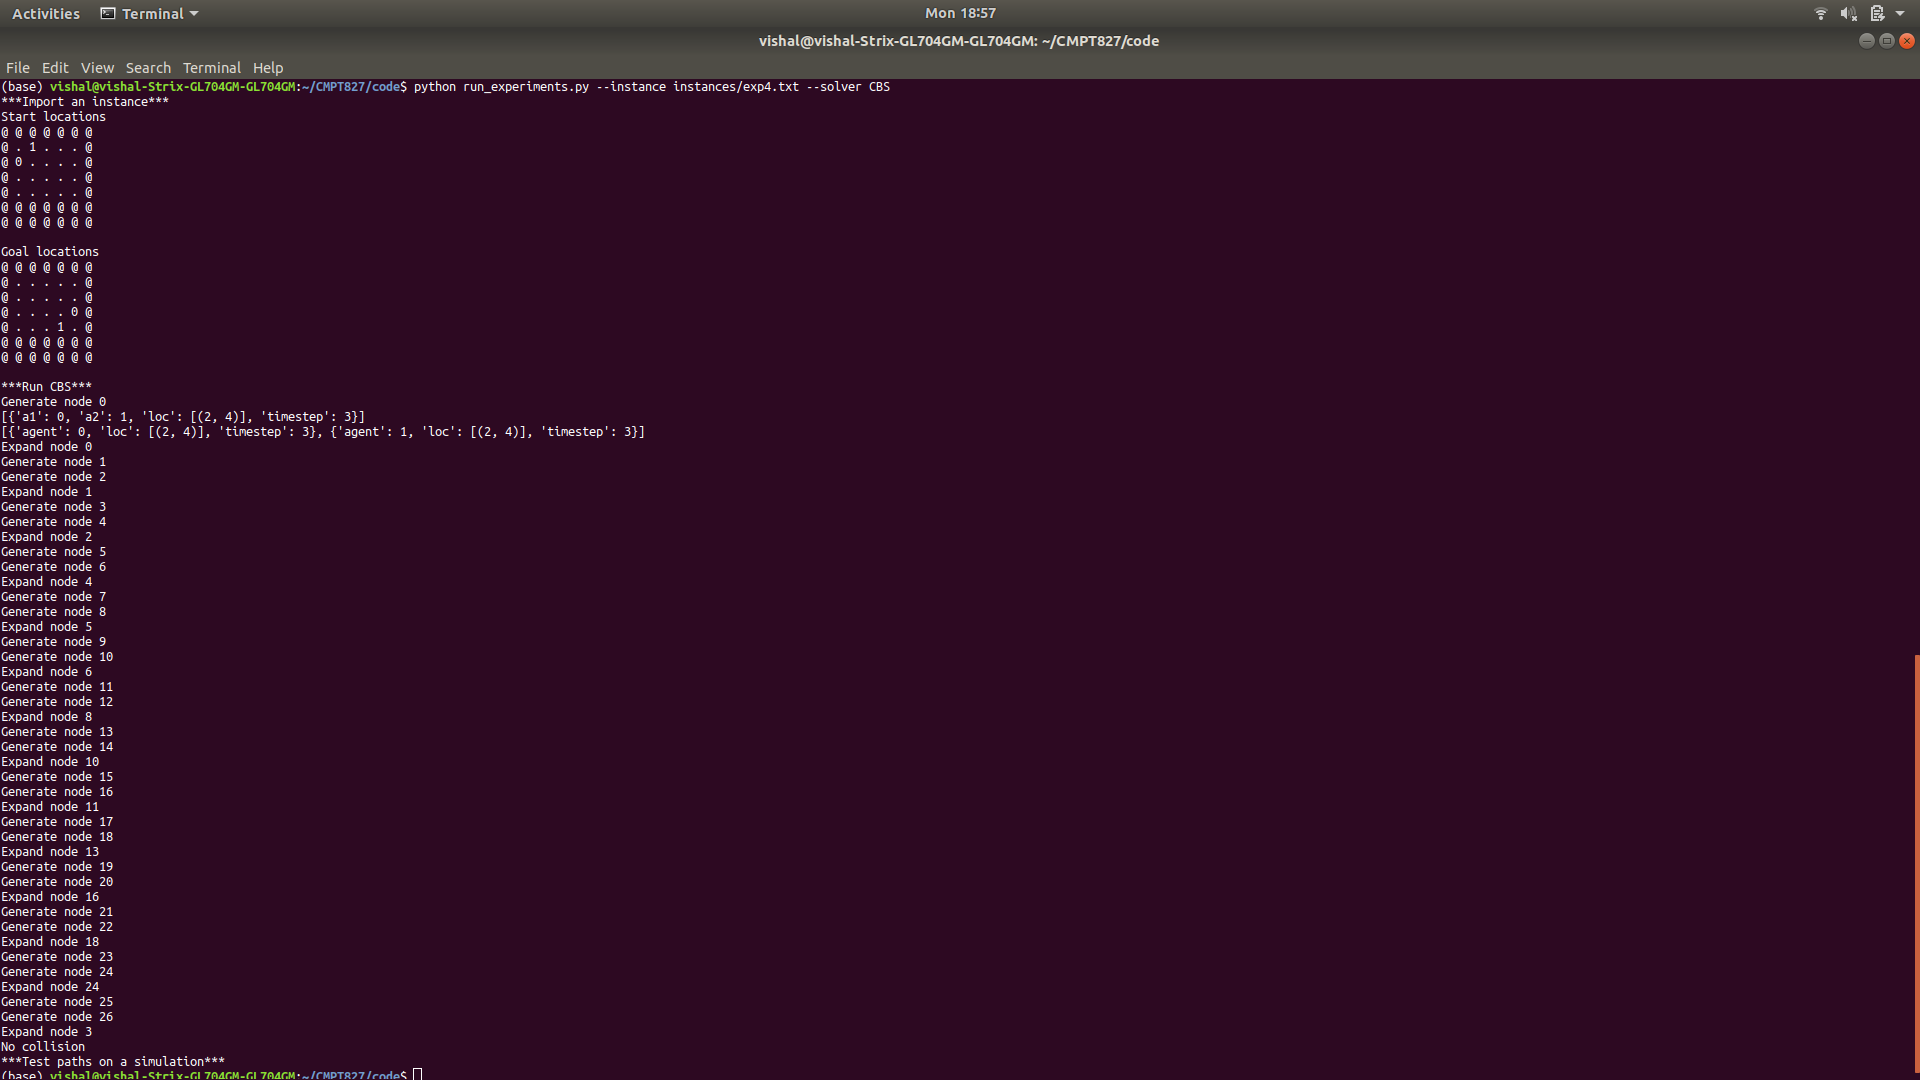 Activities Terminal Mon 18:57
vishal@vishal-Strix-GL704GM-GL704GM: ~/CMPT827/code
File Edit View Search Terminal Help
(base) vishal@vishal-Strix-GL704GM-GL704GM:~/CMPT827/code$ python run_experiments.py --instance instances/exp4.txt --solver CBS
***Import an instance***
Start locations
@ @ @ @ @ @ @
@ . 1 . . . @
@ 0 . . . . @
@ . . . . . @
@ . . . . . @
@ @ @ @ @ @ @
@ @ @ @ @ @ @
Goal locations
@ @ @ @ @ @ @
@ . . . . . @
@ . . . . . @
@ . . . . 0 @
@ . . . 1 . @
@ @ @ @ @ @ @
@ @ @ @ @ @ @
***Run CBS***
Generate node 0
[{'a1': 0, 'a2': 1, 'loc': [(2, 4)], 'timestep': 3}]
[{'agent': 0, 'loc': [(2, 4)], 'timestep': 3}, {'agent': 1, 'loc': [(2, 4)], 'timestep': 3}]
Expand node 0
Generate node 1
Generate node 2
Expand node 1
Generate node 3
Generate node 4
Expand node 2
Generate node 5
Generate node 6
Expand node 4
Generate node 7
Generate node 8
Expand node 5
Generate node 9
Generate node 10
Expand node 6
Generate node 11
Generate node 12
Expand node 8
Generate node 13
Generate node 14
Expand node 10
Generate node 15
Generate node 16
Expand node 11
Generate node 17
Generate node 18
Expand node 13
Generate node 19
Generate node 20
Expand node 16
Generate node 21
Generate node 22
Expand node 18
Generate node 23
Generate node 24
Expand node 24
Generate node 25
Generate node 26
Expand node 3
No collision
***Test paths on a simulation***
(base) vishal@vishal-Strix-GL704GM-GL704GM:~/CMPT827/code$